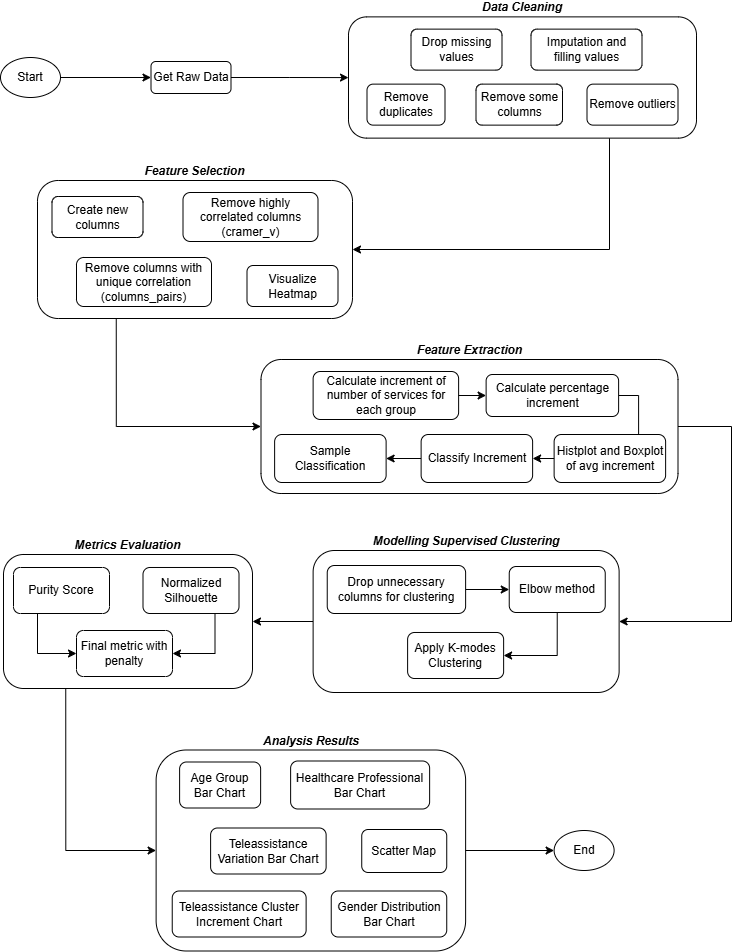 Data Cleaning
Start
Get Raw Data
Drop missing
values
Imputation and
filling values
Remove
duplicates
Remove some
columns
Remove outliers
Feature Selection
Create new
columns
Remove highly
correlated columns
(cramer_v)
Remove columns with
unique correlation
(columns_pairs)
Visualize
Heatmap
Feature Extraction
Calculate increment of
number of services for
each group
Calculate percentage
increment
Sample
Classification
Classify Increment
Histplot and Boxplot
of avg increment
Metrics Evaluation
Purity Score
Normalized
Silhouette
Final metric with
penalty
Modelling Supervised Clustering
Drop unnecessary
columns for clustering
Elbow method
Apply K-modes
Clustering
Analysis Results
Age Group
Bar Chart
Healthcare Professional
Bar Chart
Teleassistance
Variation Bar Chart
Scatter Map
Teleassistance Cluster
Increment Chart
Gender Distribution
Bar Chart
End